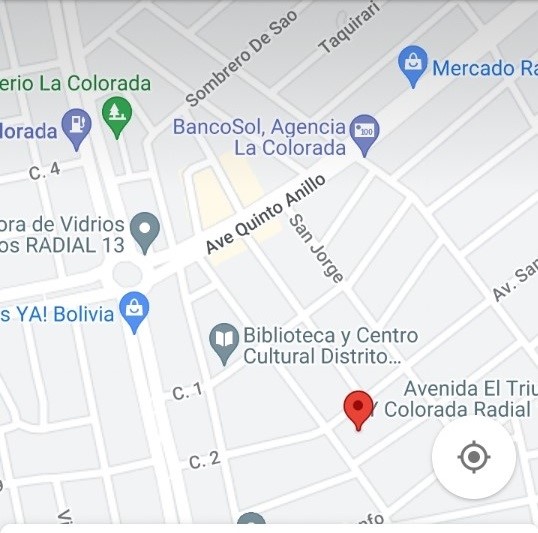 Taquirari
Sombrero De Sao
Mercado Ra
erio La Colorada
BancoSol, Agencia
La Colorada
lorada
C. 4
Ave Quinto Anillo
ora de Vidrios
os RADIAL 13
San Jorge
Av. San
s YA! Bolivia
Biblioteca y Centro
Cultural Distrito...
C. 1
Avenida El Triu
Y Colorada Radial
C. 2